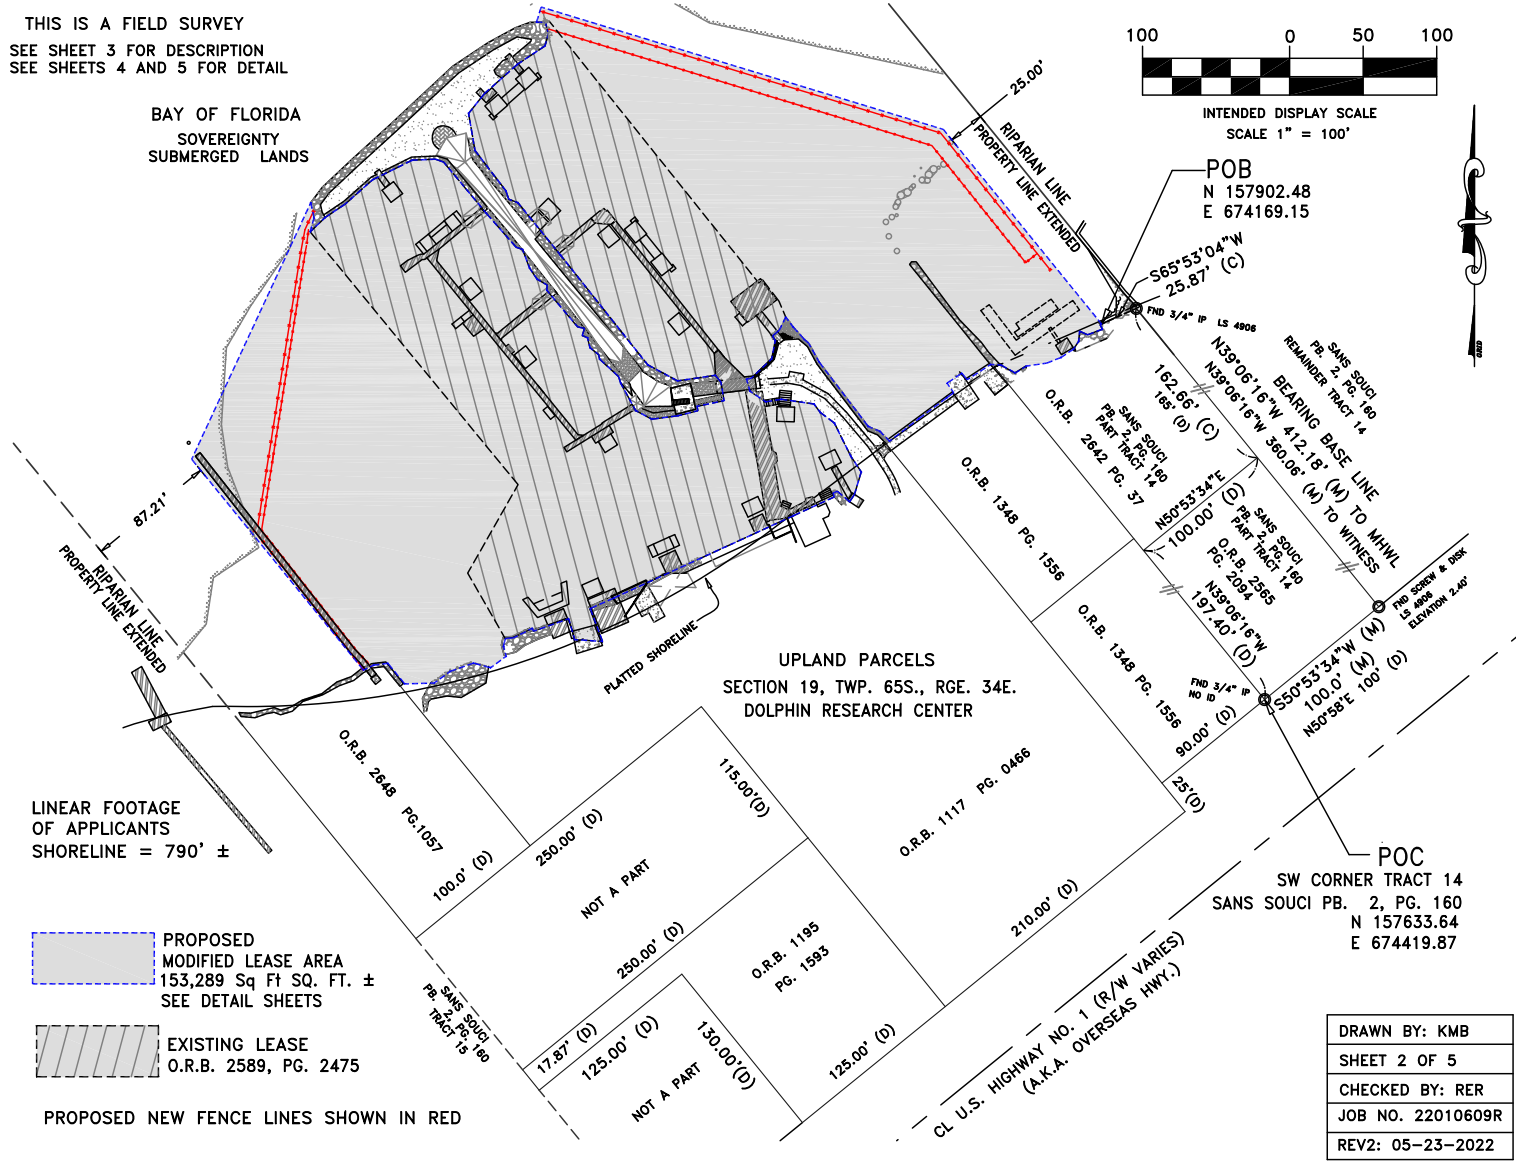 THIS IS A FIELD SURVEY
SEE SHEET 3 FOR DESCRIPTION
SEE SHEETS 4 AND 5 FOR DETAIL
BAY OF FLORIDA
SOVEREIGNTY
SUBMERGED LANDS
100 0 50 100
INTENDED DISPLAY SCALE
SCALE 1" = 100'
25.00'
RIPARIAN LINE
PROPERTY LINE EXTENDED
POB
N 157902.48
E 674169.15
S65°53'04"W
25.87' (C)
FND 3/4" IP LS 4906
SANS SOUCI
PB. 2, PG. 160
REMAINDER TRACT 14
BEARING BASE LINE
N39°06'16"W 412.18' (M) TO MHWL
N39°06'16"W 360.06' (M) TO WITNESS
162.66' (C)
165' (D)
SANS SOUCI
PB. 2, PG. 160
PART TRACT 14
O.R.B. 2642 PG. 37
N50°53'34"E
100.00' (D)
SANS SOUCI
PB. 2, PG. 160
PART TRACT 14
O.R.B. 2565
PG. 2094
N39°06'16"W
197.40' (D)
FND SCREW & DISK
LS 4906
ELEVATION 2.40'
O.R.B. 1348 PG. 1556
O.R.B. 1348 PG. 1556
FND 3/4" IP
NO ID
S50°53'34"W (M)
100.0' (M)
N50°58'E 100' (D)
90.00' (D)
25'(D)
87.21'
RIPARIAN LINE
PROPERTY LINE EXTENDED
PLATTED SHORELINE
UPLAND PARCELS
SECTION 19, TWP. 65S., RGE. 34E.
DOLPHIN RESEARCH CENTER
O.R.B. 2648 PG.1057
100.0' (D)
250.00' (D)
115.00'(D)
NOT A PART
O.R.B. 1117 PG. 0466
250.00' (D)
O.R.B. 1195
PG. 1593
210.00' (D)
17.87' (D)
125.00' (D)
130.00'(D)
NOT A PART
125.00' (D)
SANS SOUCI
PB. 2, PG. 160
TRACT 15
CL U.S. HIGHWAY NO. 1 (R/W VARIES)
(A.K.A. OVERSEAS HWY.)
POC
SW CORNER TRACT 14
SANS SOUCI PB. 2, PG. 160
N 157633.64
E 674419.87
LINEAR FOOTAGE
OF APPLICANTS
SHORELINE = 790' ±
PROPOSED
MODIFIED LEASE AREA
153,289 Sq Ft SQ. FT. ±
SEE DETAIL SHEETS
EXISTING LEASE
O.R.B. 2589, PG. 2475
PROPOSED NEW FENCE LINES SHOWN IN RED
DRAWN BY: KMB
SHEET 2 OF 5
CHECKED BY: RER
JOB NO. 22010609R
REV2: 05-23-2022